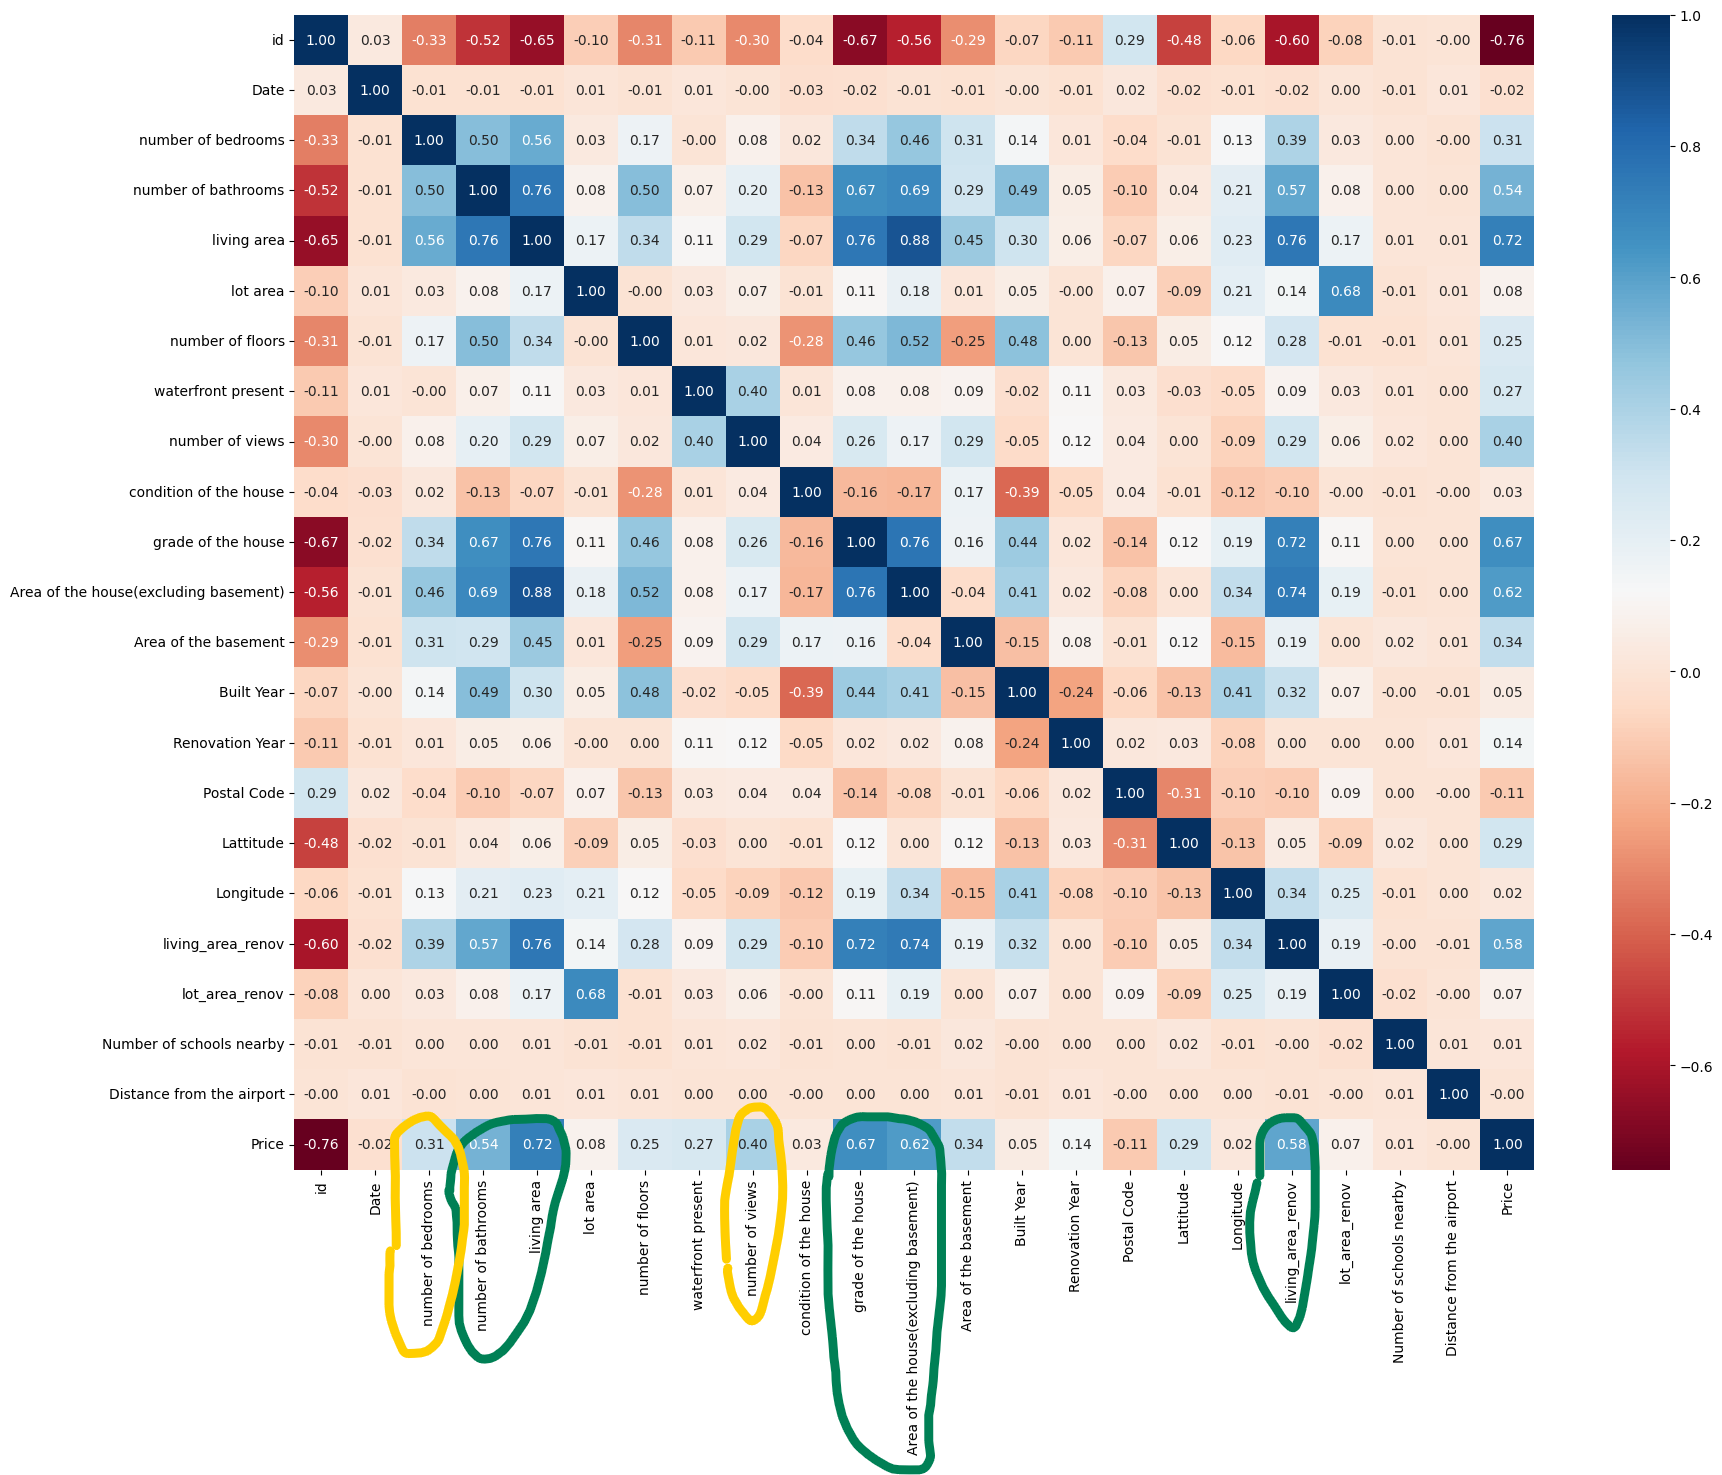 id 1.00 0.03 -0.33 -0.52 -0.65 -0.10 -0.31 -0.11 -0.30 -0.04 -0.67 -0.56 -0.29 -0.07 -0.11 0.29 -0.48 -0.06 -0.60 -0.08 -0.01 -0.00 -0.76
Date 0.03 1.00 -0.01 -0.01 -0.01 0.01 -0.01 0.01 -0.00 -0.03 -0.02 -0.01 -0.01 -0.00 -0.01 0.02 -0.02 -0.01 -0.02 0.00 -0.01 0.01 -0.02
number of bedrooms -0.33 -0.01 1.00 0.50 0.56 0.03 0.17 -0.00 0.08 0.02 0.34 0.46 0.31 0.14 0.01 -0.04 -0.01 0.13 0.39 0.03 0.00 -0.00 0.31
number of bathrooms -0.52 -0.01 0.50 1.00 0.76 0.08 0.50 0.07 0.20 -0.13 0.67 0.69 0.29 0.49 0.05 -0.10 0.04 0.21 0.57 0.08 0.00 0.00 0.54
living area -0.65 -0.01 0.56 0.76 1.00 0.17 0.34 0.11 0.29 -0.07 0.76 0.88 0.45 0.30 0.06 -0.07 0.06 0.23 0.76 0.17 0.01 0.01 0.72
lot area -0.10 0.01 0.03 0.08 0.17 1.00 -0.00 0.03 0.07 -0.01 0.11 0.18 0.01 0.05 -0.00 0.07 -0.09 0.21 0.14 0.68 -0.01 0.01 0.08
number of floors -0.31 -0.01 0.17 0.50 0.34 -0.00 1.00 0.01 0.02 -0.28 0.46 0.52 -0.25 0.48 0.00 -0.13 0.05 0.12 0.28 -0.01 -0.01 0.01 0.25
waterfront present -0.11 0.01 -0.00 0.07 0.11 0.03 0.01 1.00 0.40 0.01 0.08 0.08 0.09 -0.02 0.11 0.03 -0.03 -0.05 0.09 0.03 0.01 0.00 0.27
number of views -0.30 -0.00 0.08 0.20 0.29 0.07 0.02 0.40 1.00 0.04 0.26 0.17 0.29 -0.05 0.12 0.04 0.00 -0.09 0.29 0.06 0.02 0.00 0.40
condition of the house -0.04 -0.03 0.02 -0.13 -0.07 -0.01 -0.28 0.01 0.04 1.00 -0.16 -0.17 0.17 -0.39 -0.05 0.04 -0.01 -0.12 -0.10 -0.00 -0.01 -0.00 0.03
grade of the house -0.67 -0.02 0.34 0.67 0.76 0.11 0.46 0.08 0.26 -0.16 1.00 0.76 0.16 0.44 0.02 -0.14 0.12 0.19 0.72 0.11 0.00 0.00 0.67
Area of the house(excluding basement) -0.56 -0.01 0.46 0.69 0.88 0.18 0.52 0.08 0.17 -0.17 0.76 1.00 -0.04 0.41 0.02 -0.08 0.00 0.34 0.74 0.19 -0.01 0.00 0.62
Area of the basement -0.29 -0.01 0.31 0.29 0.45 0.01 -0.25 0.09 0.29 0.17 0.16 -0.04 1.00 -0.15 0.08 -0.01 0.12 -0.15 0.19 0.00 0.02 0.01 0.34
Built Year -0.07 -0.00 0.14 0.49 0.30 0.05 0.48 -0.02 -0.05 -0.39 0.44 0.41 -0.15 1.00 -0.24 -0.06 -0.13 0.41 0.32 0.07 -0.00 -0.01 0.05
Renovation Year -0.11 -0.01 0.01 0.05 0.06 -0.00 0.00 0.11 0.12 -0.05 0.02 0.02 0.08 -0.24 1.00 0.02 0.03 -0.08 0.00 0.00 0.00 0.01 0.14
Postal Code 0.29 0.02 -0.04 -0.10 -0.07 0.07 -0.13 0.03 0.04 0.04 -0.14 -0.08 -0.01 -0.06 0.02 1.00 -0.31 -0.10 -0.10 0.09 0.00 -0.00 -0.11
Lattitude -0.48 -0.02 -0.01 0.04 0.06 -0.09 0.05 -0.03 0.00 -0.01 0.12 0.00 0.12 -0.13 0.03 -0.31 1.00 -0.13 0.05 -0.09 0.02 0.00 0.29
Longitude -0.06 -0.01 0.13 0.21 0.23 0.21 0.12 -0.05 -0.09 -0.12 0.19 0.34 -0.15 0.41 -0.08 -0.10 -0.13 1.00 0.34 0.25 -0.01 0.00 0.02
living_area_renov -0.60 -0.02 0.39 0.57 0.76 0.14 0.28 0.09 0.29 -0.10 0.72 0.74 0.19 0.32 0.00 -0.10 0.05 0.34 1.00 0.19 -0.00 -0.01 0.58
lot_area_renov -0.08 0.00 0.03 0.08 0.17 0.68 -0.01 0.03 0.06 -0.00 0.11 0.19 0.00 0.07 0.00 0.09 -0.09 0.25 0.19 1.00 -0.02 -0.00 0.07
Number of schools nearby -0.01 -0.01 0.00 0.00 0.01 -0.01 -0.01 0.01 0.02 -0.01 0.00 -0.01 0.02 -0.00 0.00 0.00 0.02 -0.01 -0.00 -0.02 1.00 0.01 0.01
Distance from the airport -0.00 0.01 -0.00 0.00 0.01 0.01 0.01 0.00 0.00 -0.00 0.00 0.00 0.01 -0.01 0.01 -0.00 0.00 0.00 -0.01 -0.00 0.01 1.00 -0.00
Price -0.76 -0.02 0.31 0.54 0.72 0.08 0.25 0.27 0.40 0.03 0.67 0.62 0.34 0.05 0.14 -0.11 0.29 0.02 0.58 0.07 0.01 -0.00 1.00
id
Date
number of bedrooms
number of bathrooms
living area
lot area
number of floors
waterfront present
number of views
condition of the house
grade of the house
Area of the house(excluding basement)
Area of the basement
Built Year
Renovation Year
Postal Code
Lattitude
Longitude
living_area_renov
lot_area_renov
Number of schools nearby
Distance from the airport
Price
1.0
0.8
0.6
0.4
0.2
0.0
−0.2
−0.4
−0.6